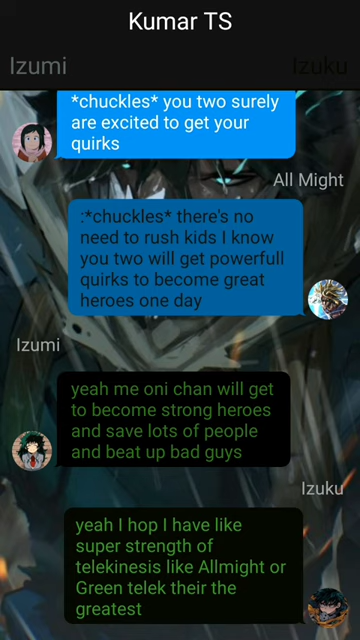 Kumar TS
Izumi
Izuku
*chuckles* you two surely
are excited to get your
quirks
All Might
:*chuckles* there's no
need to rush kids I know
you two will get powerfull
quirks to become great
heroes one day
Izumi
yeah me oni chan will get
to become strong heroes
and save lots of people
and beat up bad guys
Izuku
yeah I hop I have like
super strength of
telekinesis like Allmight or
Green telek their the
greatest